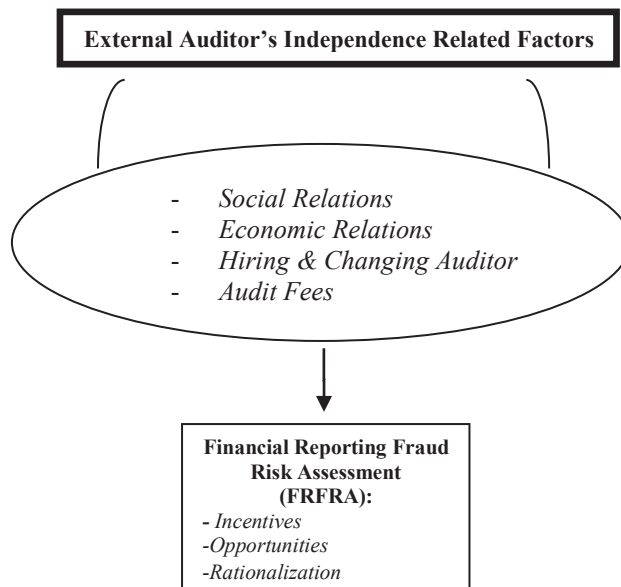 External Auditor's Independence Related Factors
- Social Relations
- Economic Relations
- Hiring & Changing Auditor
- Audit Fees
Financial Reporting Fraud
Risk Assessment
(FRFRA):
- Incentives
-Opportunities
-Rationalization